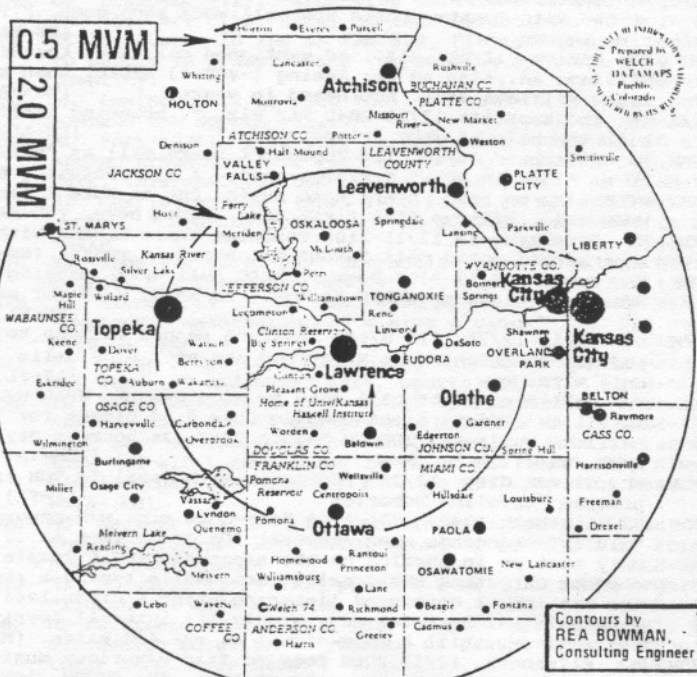 0.5 MVM
2.0 MVM
Horton
Everest
Purcell
Prepared by
WELCH
DATAMAPS
Pueblo,
Colorado
Whiting
Lancaster
Rushville
Atchison
BUCHANAN CO
HOLTON
Muscotah
PLATTE CO
Missouri
River
New Market
ATCHISON CO
Potter
Weston
Denison
Half Mound
LEAVENWORTH
COUNTY
Smithville
JACKSON CO
VALLEY
FALLS
PLATTE
CITY
Leavenworth
Ferry
Lake
Hoyt
OSKALOOSA
Springdale
Lansing
Parkville
ST. MARYS
Meriden
McLouth
LIBERTY
Kansas River
Rossville
Silver Lake
Perry
WYANDOTTE CO.
Bonner
Springs
Kansas
City
JEFFERSON CO
Maple
Hill
Willard
Williamstown
TONGANOXIE
Lecompton
Reno
WABAUNSEE
CO.
Topeka
Clinton Reservoir
Linwood
Shawnee
Kansas
City
Keene
Dover
Watson
Big Springs
Lawrence
EUDORA
DeSoto
OVERLAND
PARK
TOPEKA
CO.
Berryton
Clinton
Eskridge
Auburn
Wakarusa
Pleasant Grove
Olathe
Home of Univ/Kansas
Haskell Institute
BELTON
OSAGE CO
Raymore
Harveyville
Carbondale
Worden
Gardner
CASS CO.
Wilmington
Overbrook
Baldwin
Edgerton
DOUGLAS CO
JOHNSON CO.
Spring Hill
Burlingame
FRANKLIN CO
Wellsville
MIAMI CO
Harrisonville
Pomona
Reservoir
Miller
Osage City
Centropolis
Hillsdale
Louisburg
Freeman
Vassar
Lyndon
Pomona
Ottawa
PAOLA
Drexel
Quenemo
Melvern Lake
Reading
Rantoul
Homewood
Princeton
OSAWATOMIE
New Lancaster
Melvern
Williamsburg
Lane
Lebo
Waverly
©Welch 74
Richmond
Beagle
Fontana
COFFEE
CO
ANDERSON CO
Greeley
Cadmus
Harris
Contours by
REA BOWMAN,
Consulting Engineer